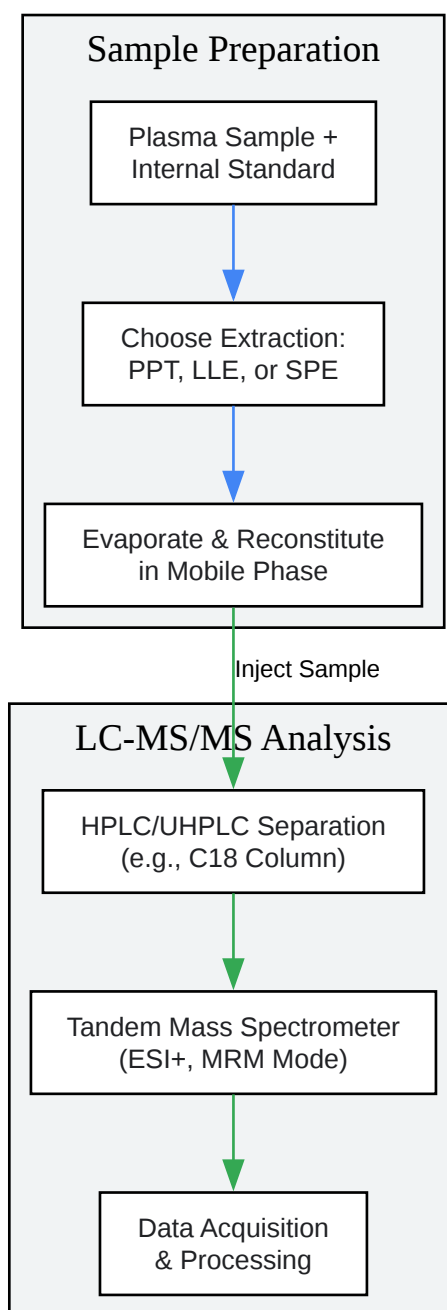 Sample Preparation
Plasma Sample +
Internal Standard
Choose Extraction:
PPT, LLE, or SPE
Evaporate & Reconstitute
in Mobile Phase
Inject Sample
LC-MS/MS Analysis
HPLC/UHPLC Separation
(e.g., C18 Column)
Tandem Mass Spectrometer
(ESI+, MRM Mode)
Data Acquisition
& Processing